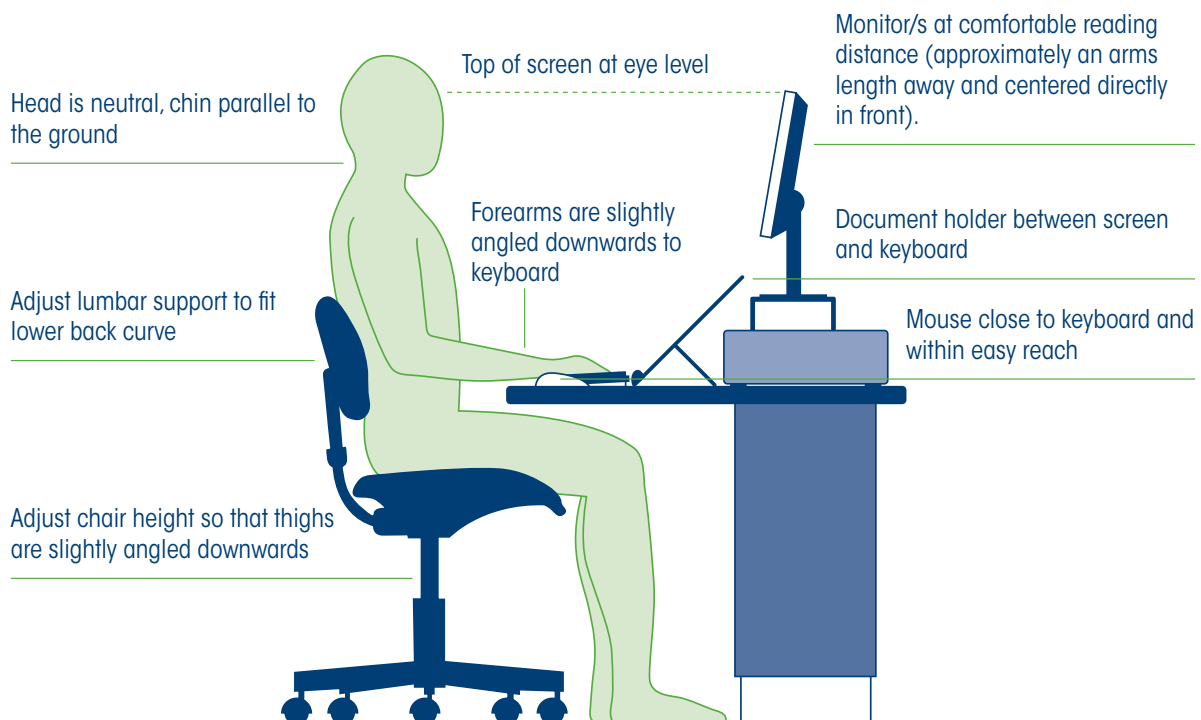 Top of screen at eye level
Monitor/s at comfortable reading
distance (approximately an arms
length away and centered directly
in front).
Head is neutral, chin parallel to
the ground
Forearms are slightly
angled downwards to
keyboard
Document holder between screen
and keyboard
Adjust lumbar support to fit
lower back curve
Mouse close to keyboard and
within easy reach
Adjust chair height so that thighs
are slightly angled downwards